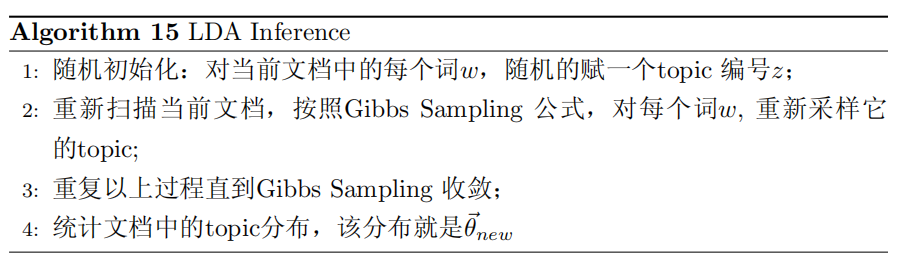 Algorithm 15 LDA Inference
1: 随机初始化：对当前文档中的每个词w，随机的赋一个topic 编号z；
2: 重新扫描当前文档，按照Gibbs Sampling 公式，对每个词w, 重新采样它
的topic;
3: 重复以上过程直到Gibbs Sampling 收敛；
4: 统计文档中的topic分布，该分布就是$\vec{\theta}_{new}$